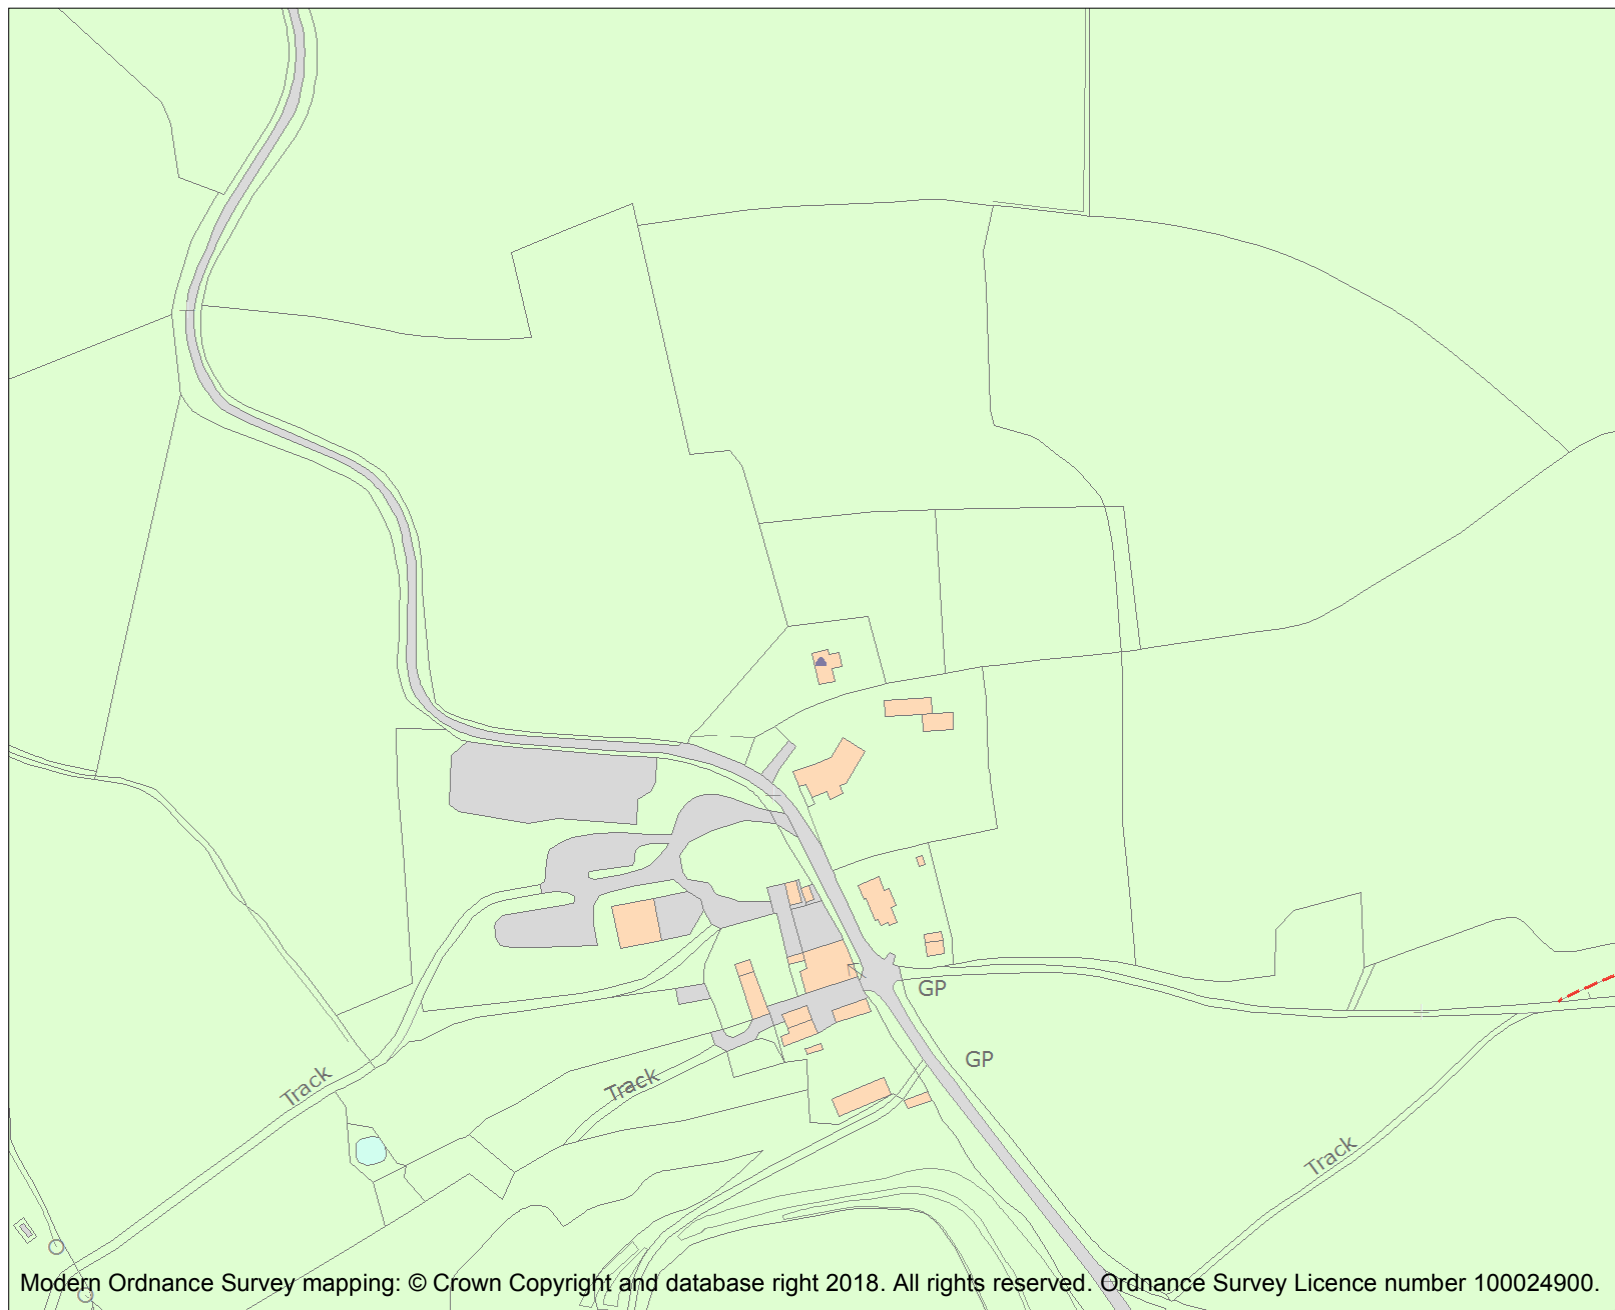 GP
GP
Track
Track
Track
Modern Ordnance Survey mapping: © Crown Copyright and database right 2018. All rights reserved. Ordnance Survey Licence number 100024900.